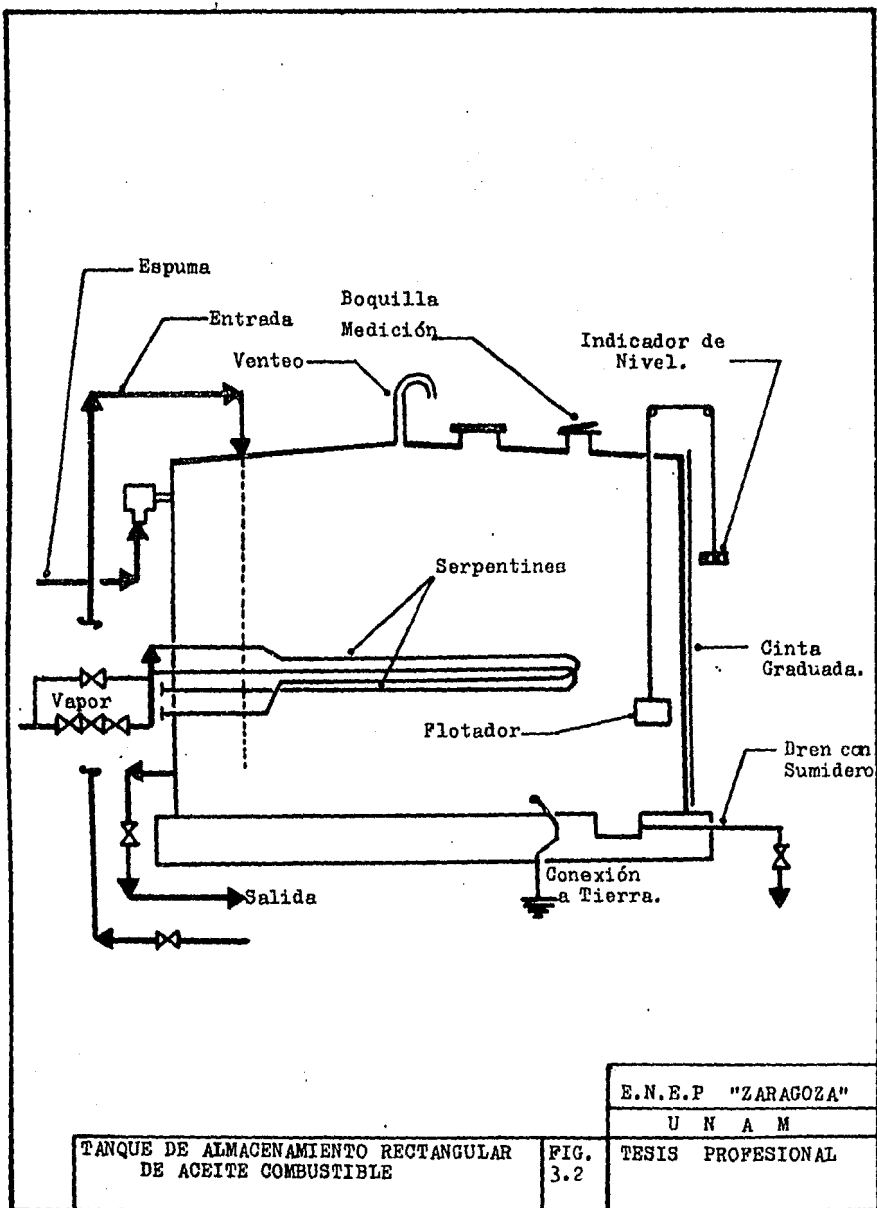 Espuma
Entrada
Venteo
Boquilla
Medición
Indicador de
Nivel.
Serpentines
Cinta
Graduada.
Vapor
Flotador
Dren con
Sumidero
Conexión
a Tierra.
Salida
E.N.E.P "ZARAGOZA"
U N A M
TANQUE DE ALMACENAMIENTO RECTANGULAR
DE ACEITE COMBUSTIBLE
FIG.
3.2
TESIS PROFESIONAL